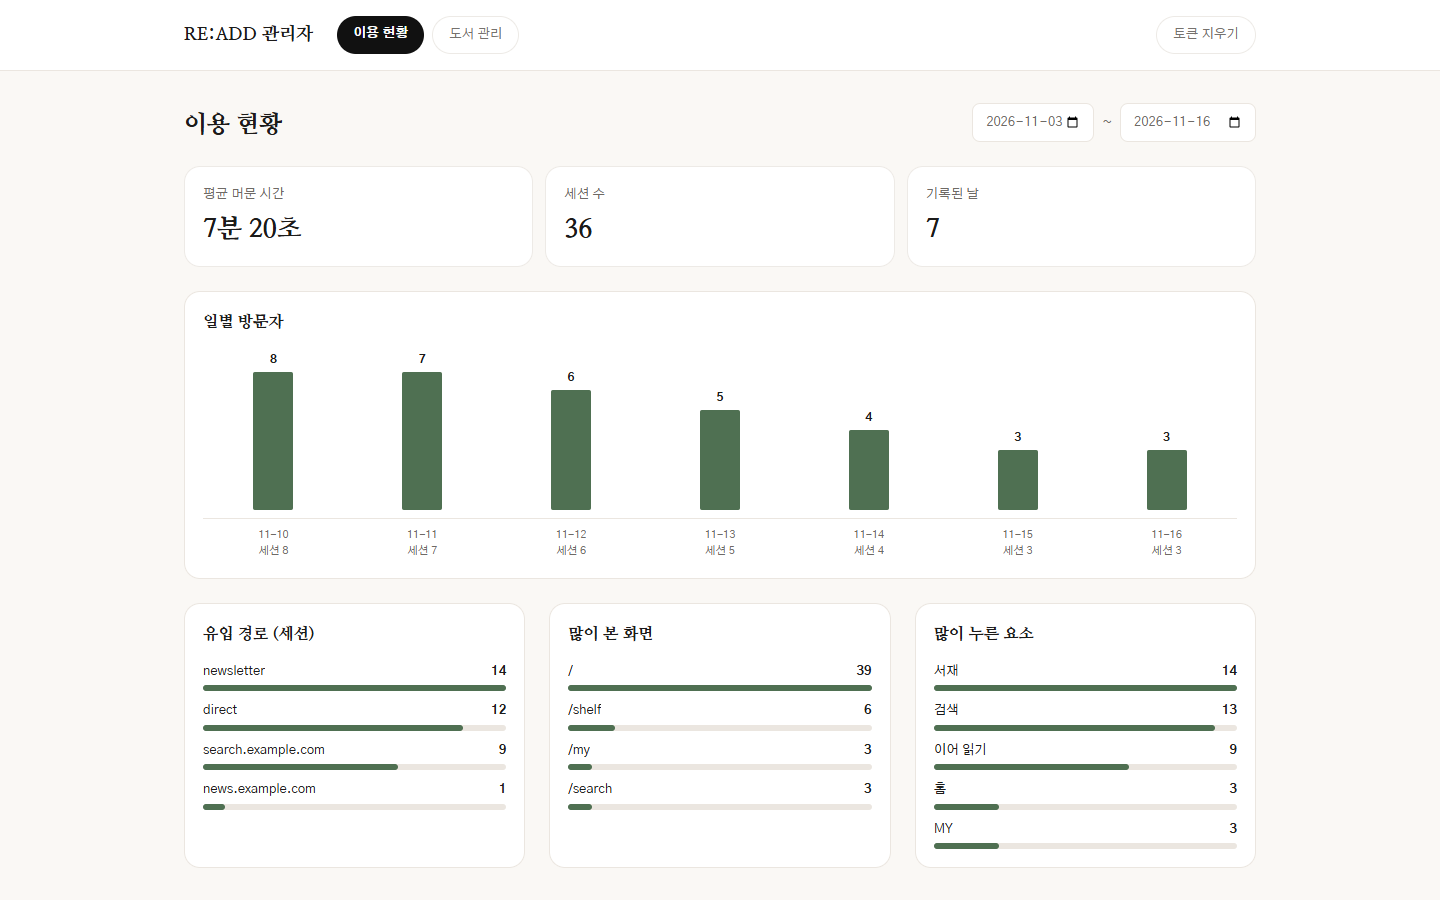 RE:ADD 관리자
이용 현황
도서 관리
토큰 지우기
이용 현황
2026-11-03 ~ 2026-11-16
평균 머문 시간
7분 20초
세션 수
36
기록된 날
7
일별 방문자
8
7
6
5
4
3
3
11-10
세션 8
11-11
세션 7
11-12
세션 6
11-13
세션 5
11-14
세션 4
11-15
세션 3
11-16
세션 3
유입 경로 (세션)
newsletter 14
direct 12
search.example.com 9
news.example.com 1
많이 본 화면
/ 39
/shelf 6
/my 3
/search 3
많이 누른 요소
서재 14
검색 13
이어 읽기 9
홈 3
MY 3